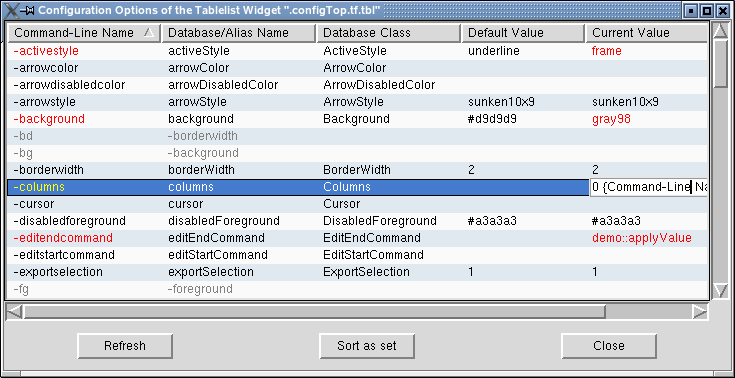 Configuration Options of the Tablelist Widget ".configTop.tf.tbl"
Command-Line Name Database/Alias Name Database Class Default Value Current Value
-activestyle activeStyle ActiveStyle underline frame
-arrowcolor arrowColor ArrowColor
-arrowdisabledcolor arrowDisabledColor ArrowDisabledColor
-arrowstyle arrowStyle ArrowStyle sunken10x9 sunken10x9
-background background Background #d9d9d9 gray98
-bd -borderwidth
-bg -background
-borderwidth borderWidth BorderWidth 2 2
-columns columns Columns 0 {Command-Line Na
-cursor cursor Cursor
-disabledforeground disabledForeground DisabledForeground #a3a3a3 #a3a3a3
-editendcommand editEndCommand EditEndCommand demo::applyValue
-editstartcommand editStartCommand EditStartCommand
-exportselection exportSelection ExportSelection 1 1
-fg -foreground
Refresh Sort as set Close